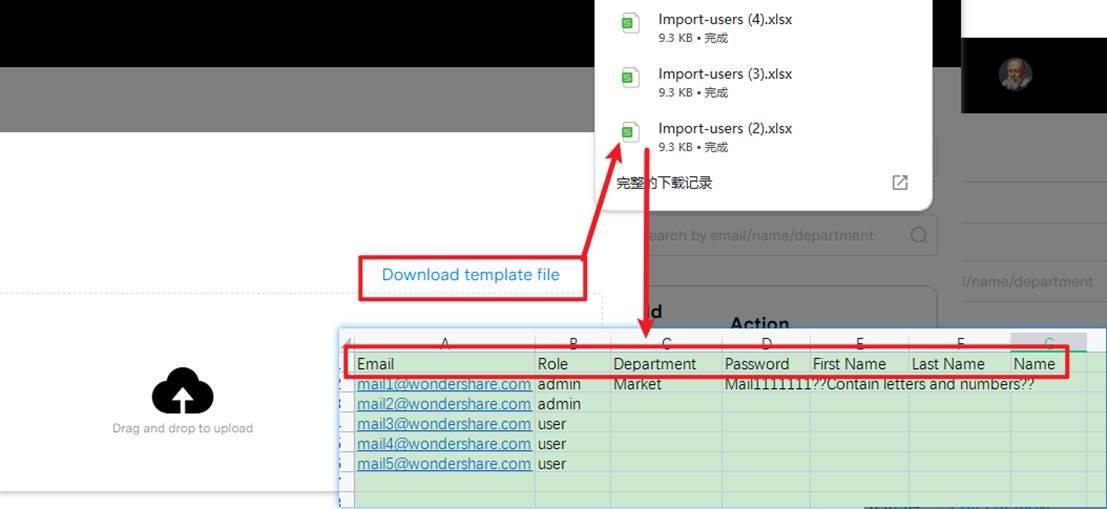 Import-users (4).xlsx
9.3 KB • 完成
Import-users (3).xlsx
9.3 KB • 完成
Import-users (2).xlsx
9.3 KB • 完成
完整的下载记录
earch by email/name/department
l/name/department
Download template file
Id
Action
Drag and drop to upload
A B C D E F G
Email Role Department Password First Name Last Name Name
mail1@wondershare.com admin Market Mail1111111??Contain letters and numbers??
mail2@wondershare.com admin
mail3@wondershare.com user
mail4@wondershare.com user
mail5@wondershare.com user